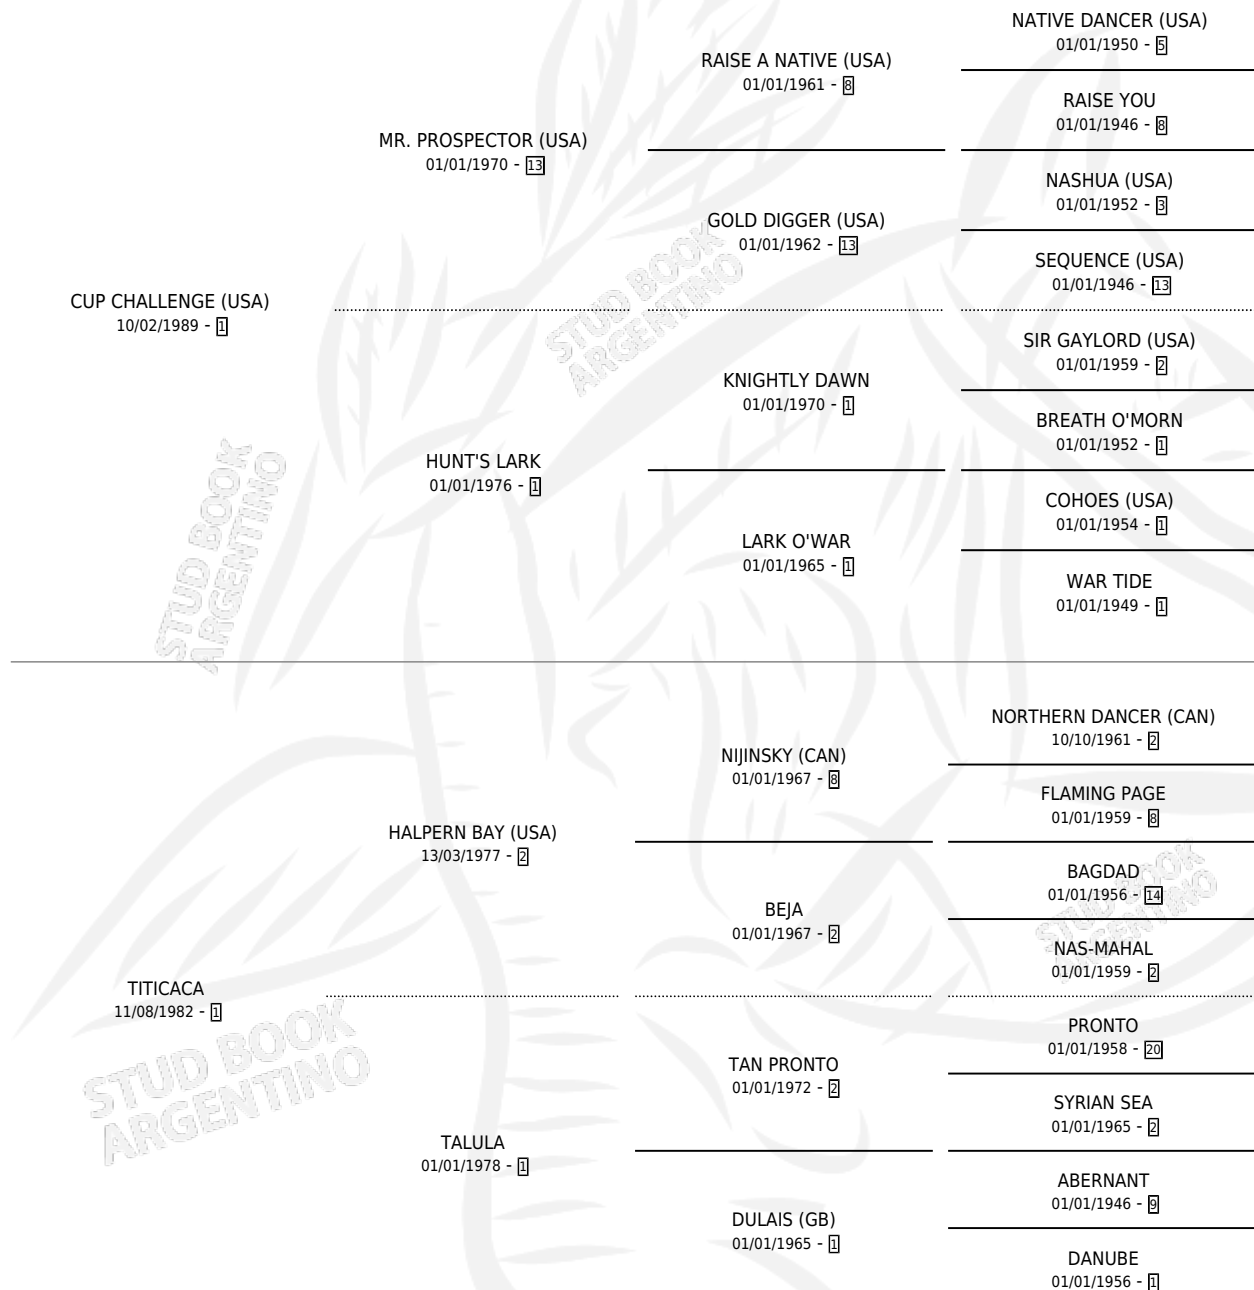 NATIVE DANCER (USA)
01/01/1950 - 5
RAISE A NATIVE (USA)
01/01/1961 - 8
RAISE YOU
01/01/1946 - 8
MR. PROSPECTOR (USA)
01/01/1970 - 13
NASHUA (USA)
01/01/1952 - 3
GOLD DIGGER (USA)
01/01/1962 - 13
SEQUENCE (USA)
01/01/1946 - 13
CUP CHALLENGE (USA)
10/02/1989 - 1
SIR GAYLORD (USA)
01/01/1959 - 2
KNIGHTLY DAWN
01/01/1970 - 1
BREATH O'MORN
01/01/1952 - 1
HUNT'S LARK
01/01/1976 - 1
COHOES (USA)
01/01/1954 - 1
LARK O'WAR
01/01/1965 - 1
WAR TIDE
01/01/1949 - 1
NORTHERN DANCER (CAN)
10/10/1961 - 2
NIJINSKY (CAN)
01/01/1967 - 8
FLAMING PAGE
01/01/1959 - 8
HALPERN BAY (USA)
13/03/1977 - 2
BAGDAD
01/01/1956 - 14
BEJA
01/01/1967 - 2
NAS-MAHAL
01/01/1959 - 2
TITICACA
11/08/1982 - 1
PRONTO
01/01/1958 - 20
TAN PRONTO
01/01/1972 - 2
SYRIAN SEA
01/01/1965 - 2
TALULA
01/01/1978 - 1
ABERNANT
01/01/1946 - 9
DULAIS (GB)
01/01/1965 - 1
DANUBE
01/01/1956 - 1
STUD BOOK
ARGENTINO
STUD BOOK
ARGENTINO
STUD BOOK
ARGENTINO
STUD BOOK
ARGENTINO